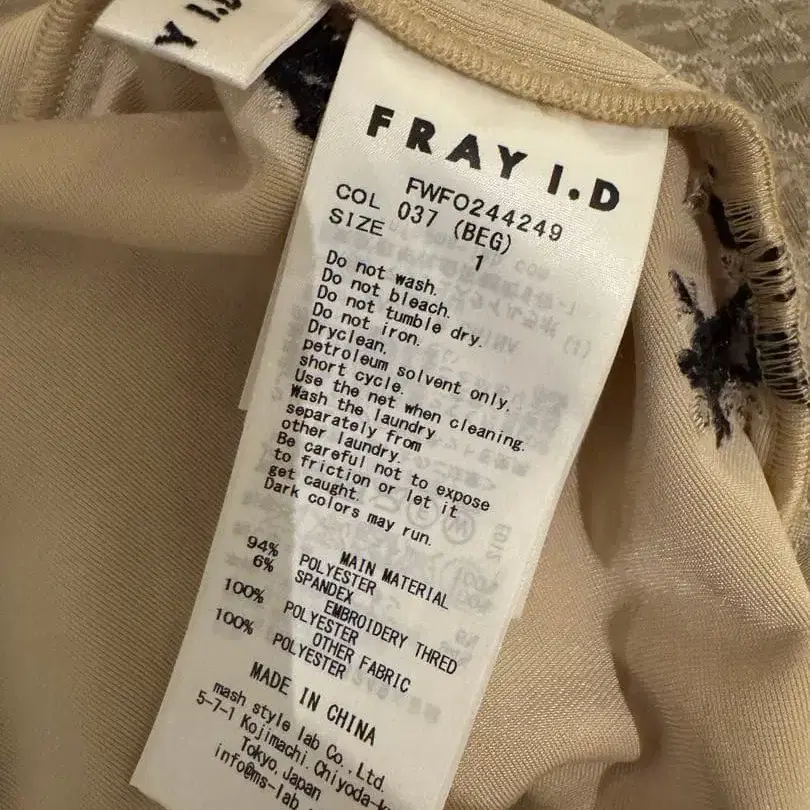 FRAY I.D
FWFO244249
COL 037 (BEG)
SIZE 1
Do not wash.
Do not bleach.
Do not tumble dry.
Do not iron.
Dryclean,
petroleum solvent only,
short cycle.
Use the net when cleaning.
Wash the laundry
separately from
other laundry.
Be careful not to expose
to friction or let it
get caught.
Dark colors may run.
MAIN MATERIAL
94% POLYESTER
6% SPANDEX
EMBROIDERY THRED
100% POLYESTER
OTHER FABRIC
100% POLYESTER
MADE IN CHINA
mash style lab Co.,Ltd.
5-7-1 Kojimachi, Chiyoda-k
Tokyo, Japan
info@ms-lab